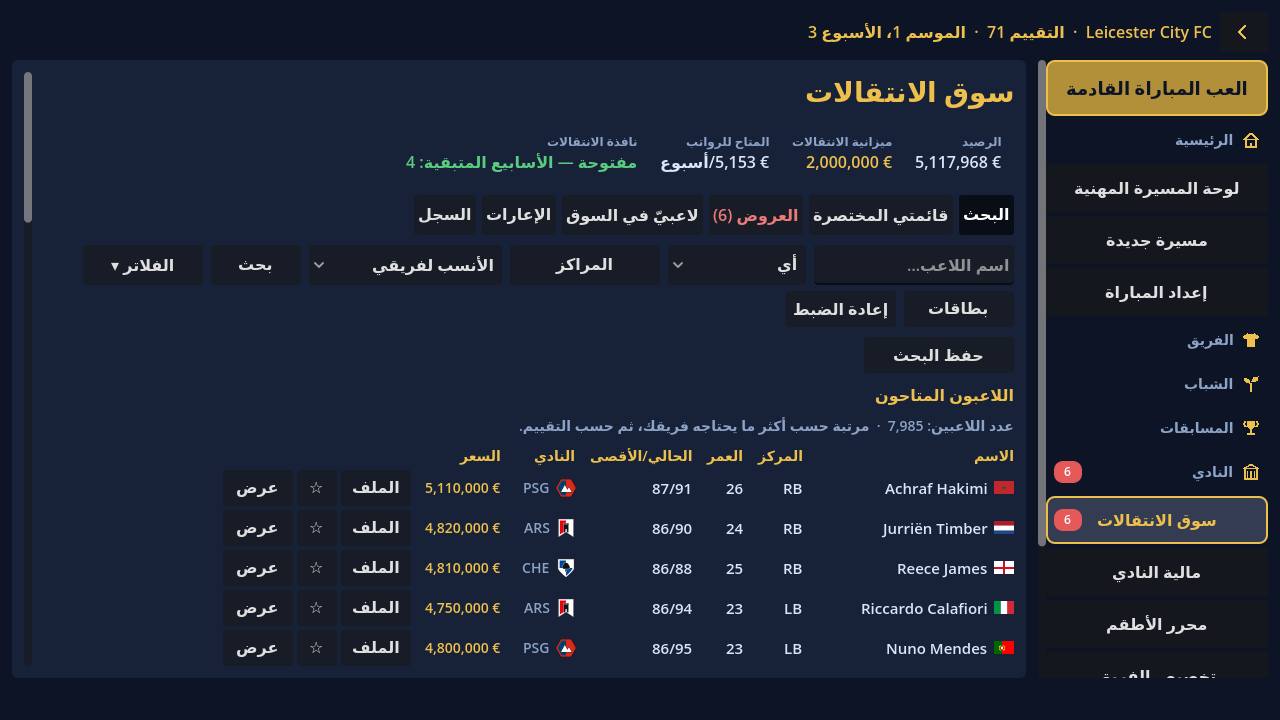 Leicester City FC · التقييم 71 · الموسم 1، الأسبوع 3
العب المباراة القادمة
الرئيسية
لوحة المسيرة المهنية
مسيرة جديدة
إعداد المباراة
الفريق
الشباب
المسابقات
النادي 6
سوق الانتقالات 6
مالية النادي
محرر الأطقم
سوق الانتقالات
الرصيد ميزانية الانتقالات المتاح للرواتب نافذة الانتقالات
5,117,968 € 2,000,000 € 5,153 €/أسبوع مفتوحة — الأسابيع المتبقية: 4
البحث قائمتي المختصرة العروض (6) لاعبيّ في السوق الإعارات السجل
اسم اللاعب... أي المراكز الأنسب لفريقي بحث الفلاتر ▾
بطاقات إعادة الضبط
حفظ البحث
اللاعبون المتاحون
عدد اللاعبين: 7,985 · مرتبة حسب أكثر ما يحتاجه فريقك، ثم حسب التقييم.
الاسم المركز العمر الحالي/الأقصى النادي السعر
Achraf Hakimi RB 26 87/91 PSG 5,110,000 € الملف ☆ عرض
Jurriën Timber RB 24 86/90 ARS 4,820,000 € الملف ☆ عرض
Reece James RB 25 86/88 CHE 4,810,000 € الملف ☆ عرض
Riccardo Calafiori LB 23 86/94 ARS 4,750,000 € الملف ☆ عرض
Nuno Mendes LB 23 86/95 PSG 4,800,000 € الملف ☆ عرض